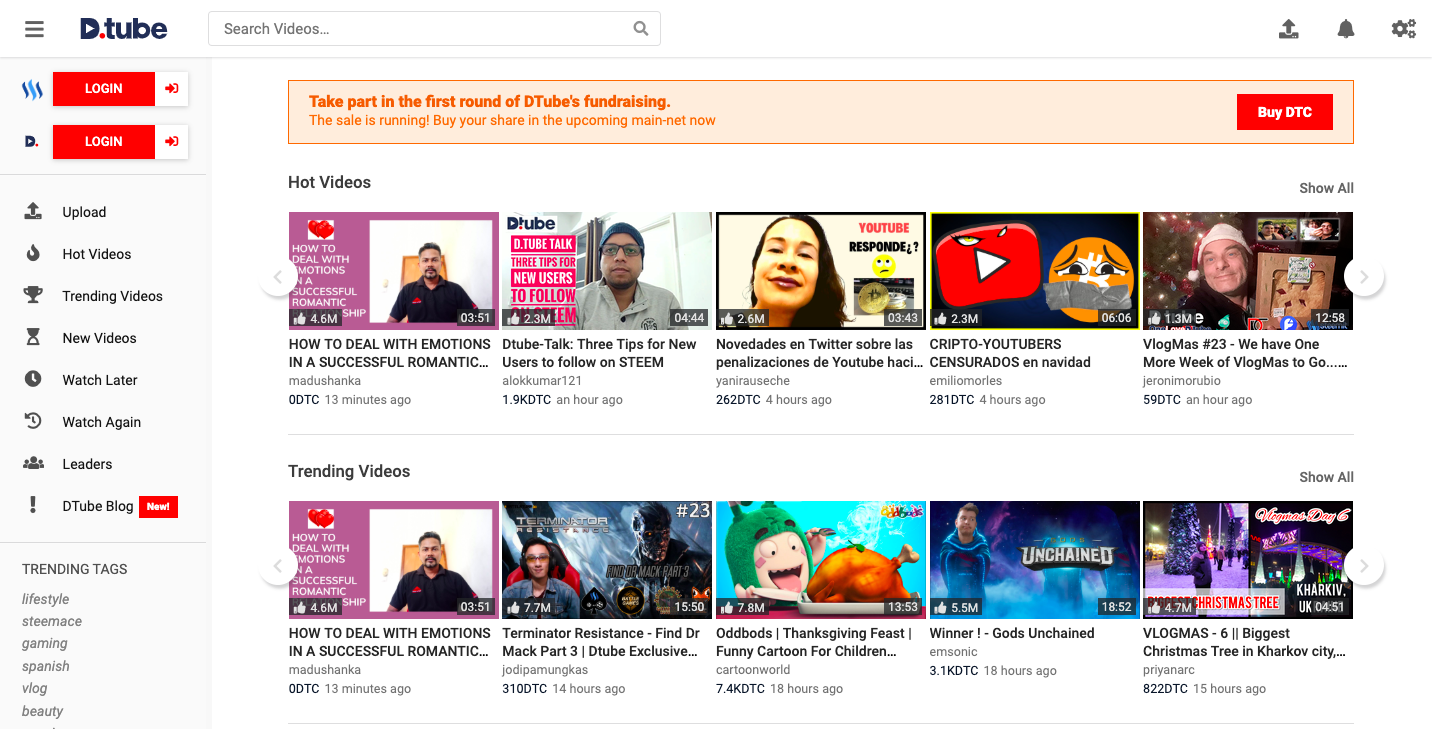 D.tube
Search Videos...
LOGIN
D.
LOGIN
Upload
Hot Videos
Trending Videos
New Videos
Watch Later
Watch Again
Leaders
DTube Blog New!
TRENDING TAGS
lifestyle
steemace
gaming
spanish
vlog
beauty
Take part in the first round of DTube's fundraising.
The sale is running! Buy your share in the upcoming main-net now
Buy DTC
Hot Videos
Show All
HOW TO
DEAL WITH
EMOTIONS
IN A
SUCCESSFUL
ROMANTIC
4.6M
03:51
HOW TO DEAL WITH EMOTIONS
IN A SUCCESSFUL ROMANTIC...
madushanka
0DTC 13 minutes ago
D.tube
D.TUBE TALK
THREE TIPS FOR
NEW USERS
TO FOLLOW
ON STEEM
2.3M
04:44
Dtube-Talk: Three Tips for New
Users to follow on STEEM
alokkumar121
1.9KDTC an hour ago
YOUTUBE
RESPONDE¿?
2.6M
03:43
Novedades en Twitter sobre las
penalizaciones de Youtube haci...
yanirauseche
262DTC 4 hours ago
2.3M
06:06
CRIPTO-YOUTUBERS
CENSURADOS en navidad
emiliomorles
281DTC 4 hours ago
1.3M
12:58
VlogMas #23 - We have One
More Week of VlogMas to Go......
jeronimorubio
59DTC an hour ago
Trending Videos
Show All
HOW TO
DEAL WITH
EMOTIONS
IN A
SUCCESSFUL
ROMANTIC
4.6M
03:51
HOW TO DEAL WITH EMOTIONS
IN A SUCCESSFUL ROMANTIC...
madushanka
0DTC 13 minutes ago
#23
TERMINATOR
RESISTANCE
FIND DR MACK PART 3
7.7M
15:50
Terminator Resistance - Find Dr
Mack Part 3 | Dtube Exclusive...
jodipamungkas
310DTC 14 hours ago
Oddbods
7.8M
13:53
Oddbods | Thanksgiving Feast |
Funny Cartoon For Children...
cartoonworld
7.4KDTC 18 hours ago
GODS
UNCHAINED
5.5M
18:52
Winner ! - Gods Unchained
emsonic
3.1KDTC 18 hours ago
Vlogmas Day 6
KHARKIV,
BIGGEST CHRISTMAS TREE
4.7M
04:51
VLOGMAS - 6 || Biggest
Christmas Tree in Kharkov city,...
priyanarc
822DTC 15 hours ago